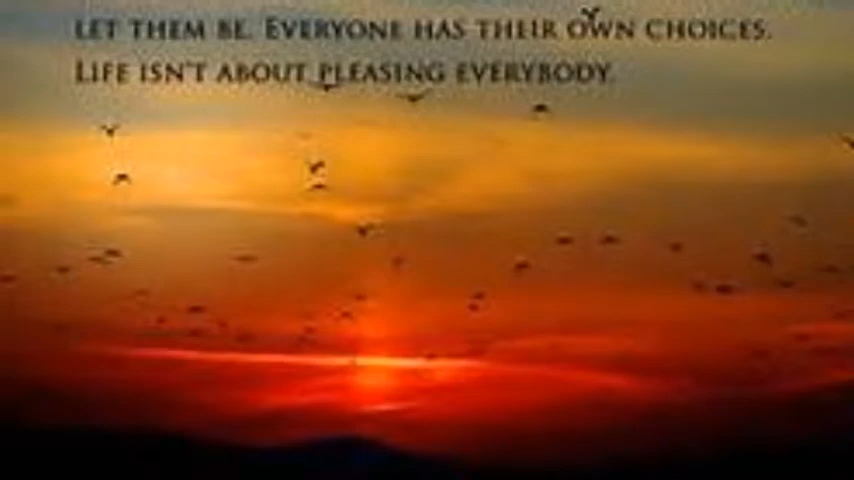 LET THEM BE. EVERYONE HAS THEIR OWN CHOICES.
LIFE ISN'T ABOUT PLEASING EVERYBODY.